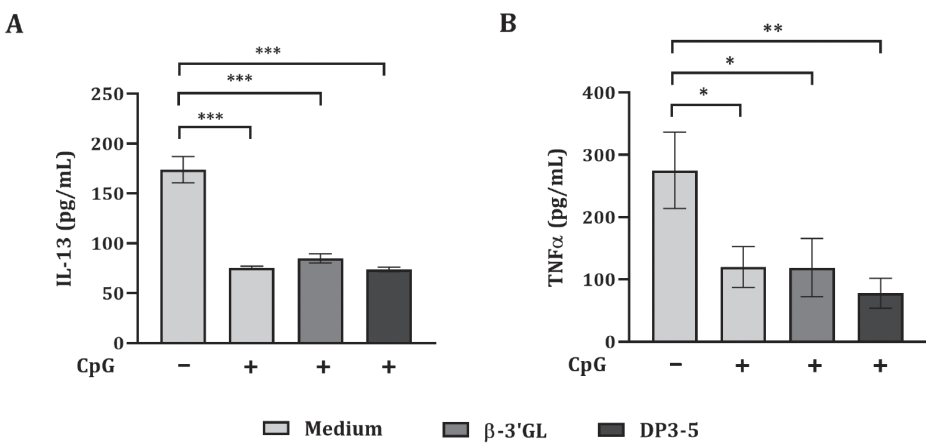 A
B
***
***
***
**
*
*
IL-13 (pg/mL)
250
200
150
100
50
0
TNFα (pg/mL)
400
300
200
100
0
CpG − + + +
CpG − + + +
Medium β-3'GL DP3-5